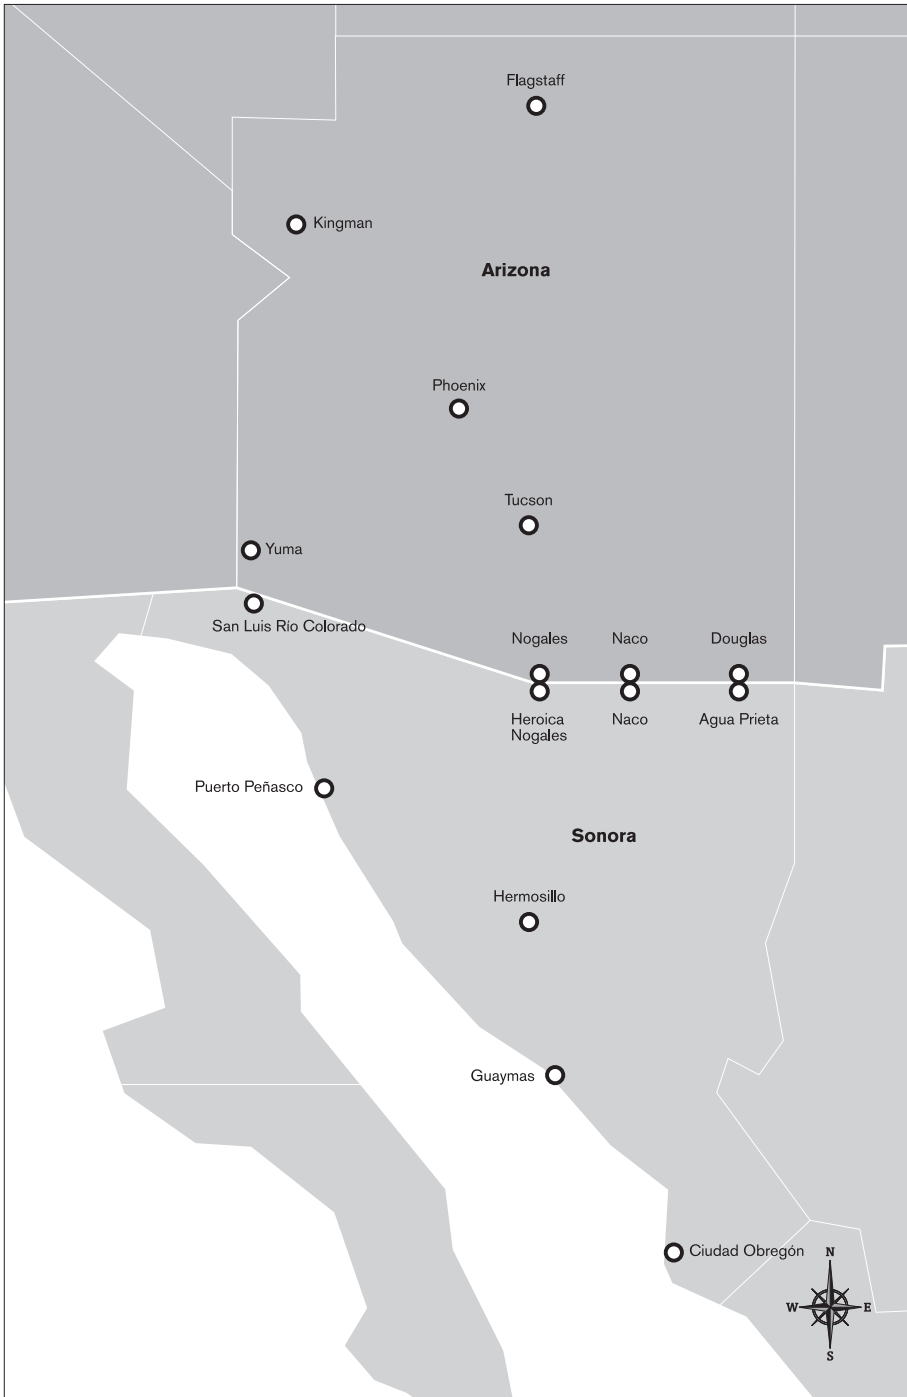 Flagstaff
Kingman
Arizona
Phoenix
Tucson
Yuma
San Luis Río Colorado
Nogales
Naco
Douglas
Heroica
Nogales
Naco
Agua Prieta
Puerto Peñasco
Sonora
Hermosillo
Guaymas
Ciudad Obregón
N
W
E
S